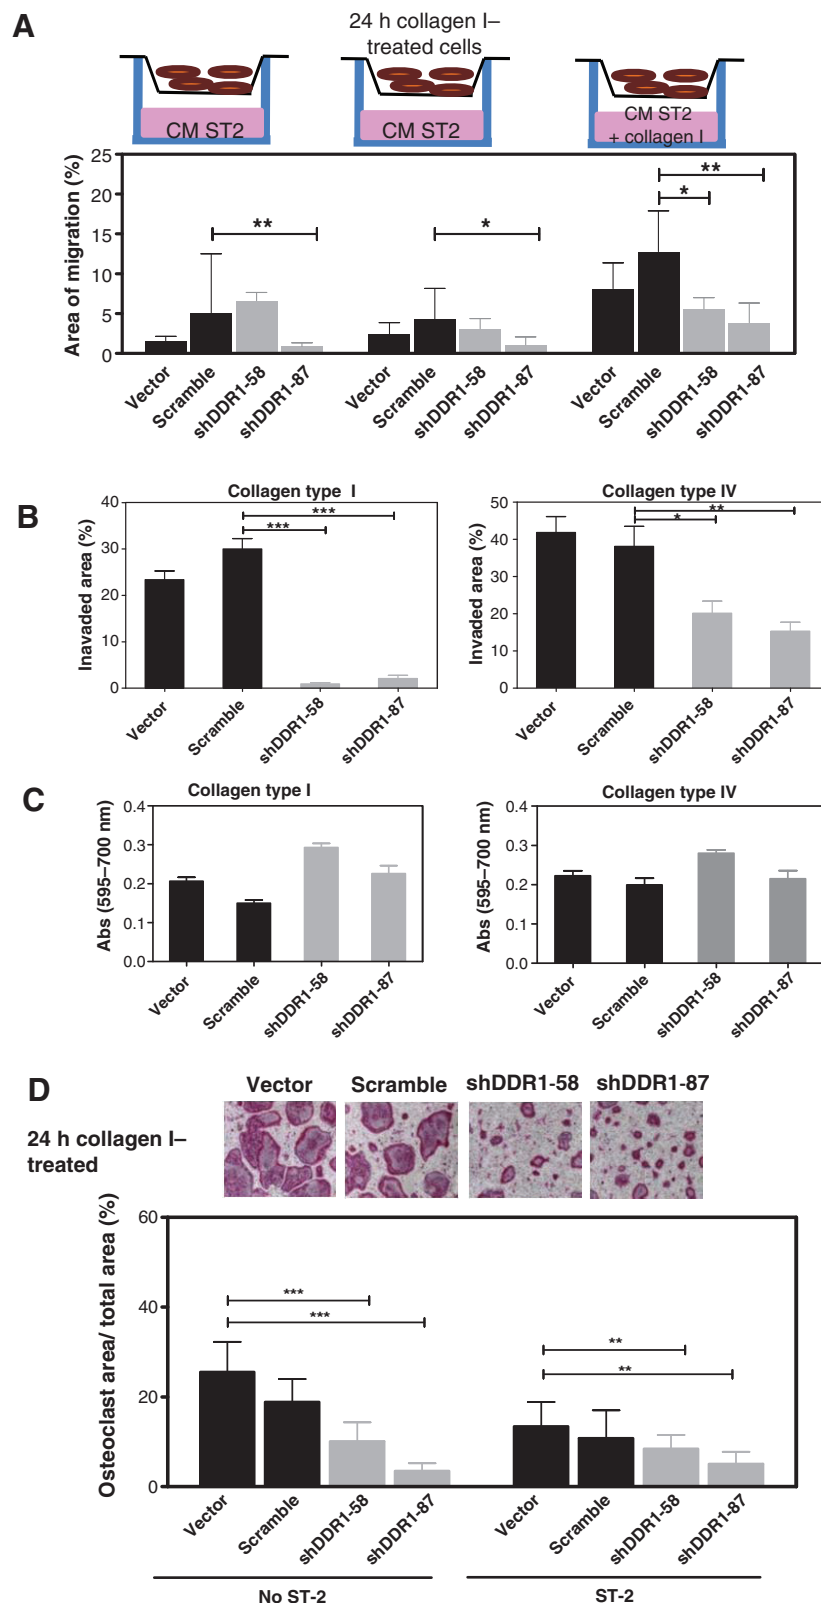 A
24 h collagen I–
treated cells
CM ST2
CM ST2
CM ST2
+ collagen I
Area of migration (%)
25
20
15
10
5
0
**
*
*
**
Vector
Scramble
shDDR1-58
shDDR1-87
Vector
Scramble
shDDR1-58
shDDR1-87
Vector
Scramble
shDDR1-58
shDDR1-87
B
Collagen type I
Inavaded area (%)
40
30
20
10
0
***
***
Vector
Scramble
shDDR1-58
shDDR1-87
Collagen type IV
Invaded area (%)
50
40
30
20
10
0
**
*
Vector
Scramble
shDDR1-58
shDDR1-87
C
Collagen type I
Abs (595–700 nm)
0.4
0.3
0.2
0.1
0.0
Vector
Scramble
shDDR1-58
shDDR1-87
Collagen type IV
Abs (595–700 nm)
0.4
0.3
0.2
0.1
0.0
Vector
Scramble
shDDR1-58
shDDR1-87
D
Vector Scramble shDDR1-58 shDDR1-87
24 h collagen I–
treated
Osteoclast area/ total area (%)
60
40
20
0
***
***
**
**
Vector
Scramble
shDDR1-58
shDDR1-87
Vector
Scramble
shDDR1-58
shDDR1-87
No ST-2
ST-2